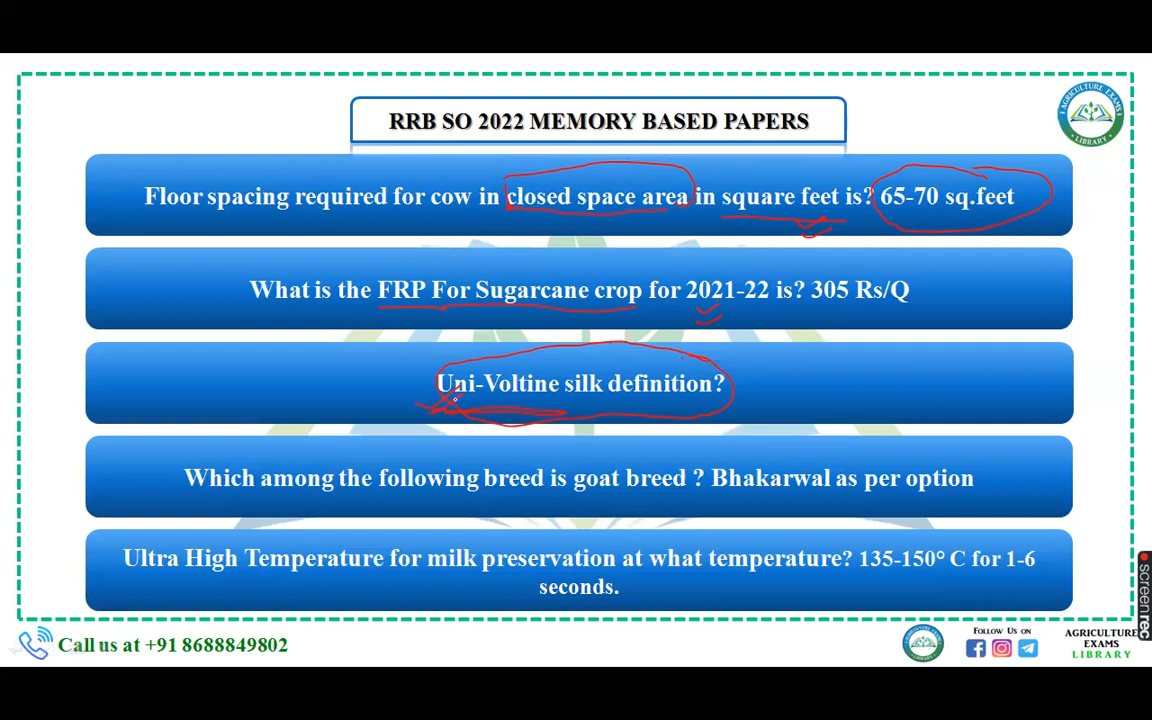 RRB SO 2022 MEMORY BASED PAPERS
AGRICULTURE EXAMS
LIBRARY
Floor spacing required for cow in closed space area in square feet is? 65-70 sq.feet
What is the FRP For Sugarcane crop for 2021-22 is? 305 Rs/Q
Uni-Voltine silk definition?
Which among the following breed is goat breed ? Bhakarwal as per option
Ultra High Temperature for milk preservation at what temperature? 135-150° C for 1-6
seconds.
screenrec
Call us at +91 8688849802
FOLLOW US ON
AGRICULTURE
EXAMS
LIBRARY